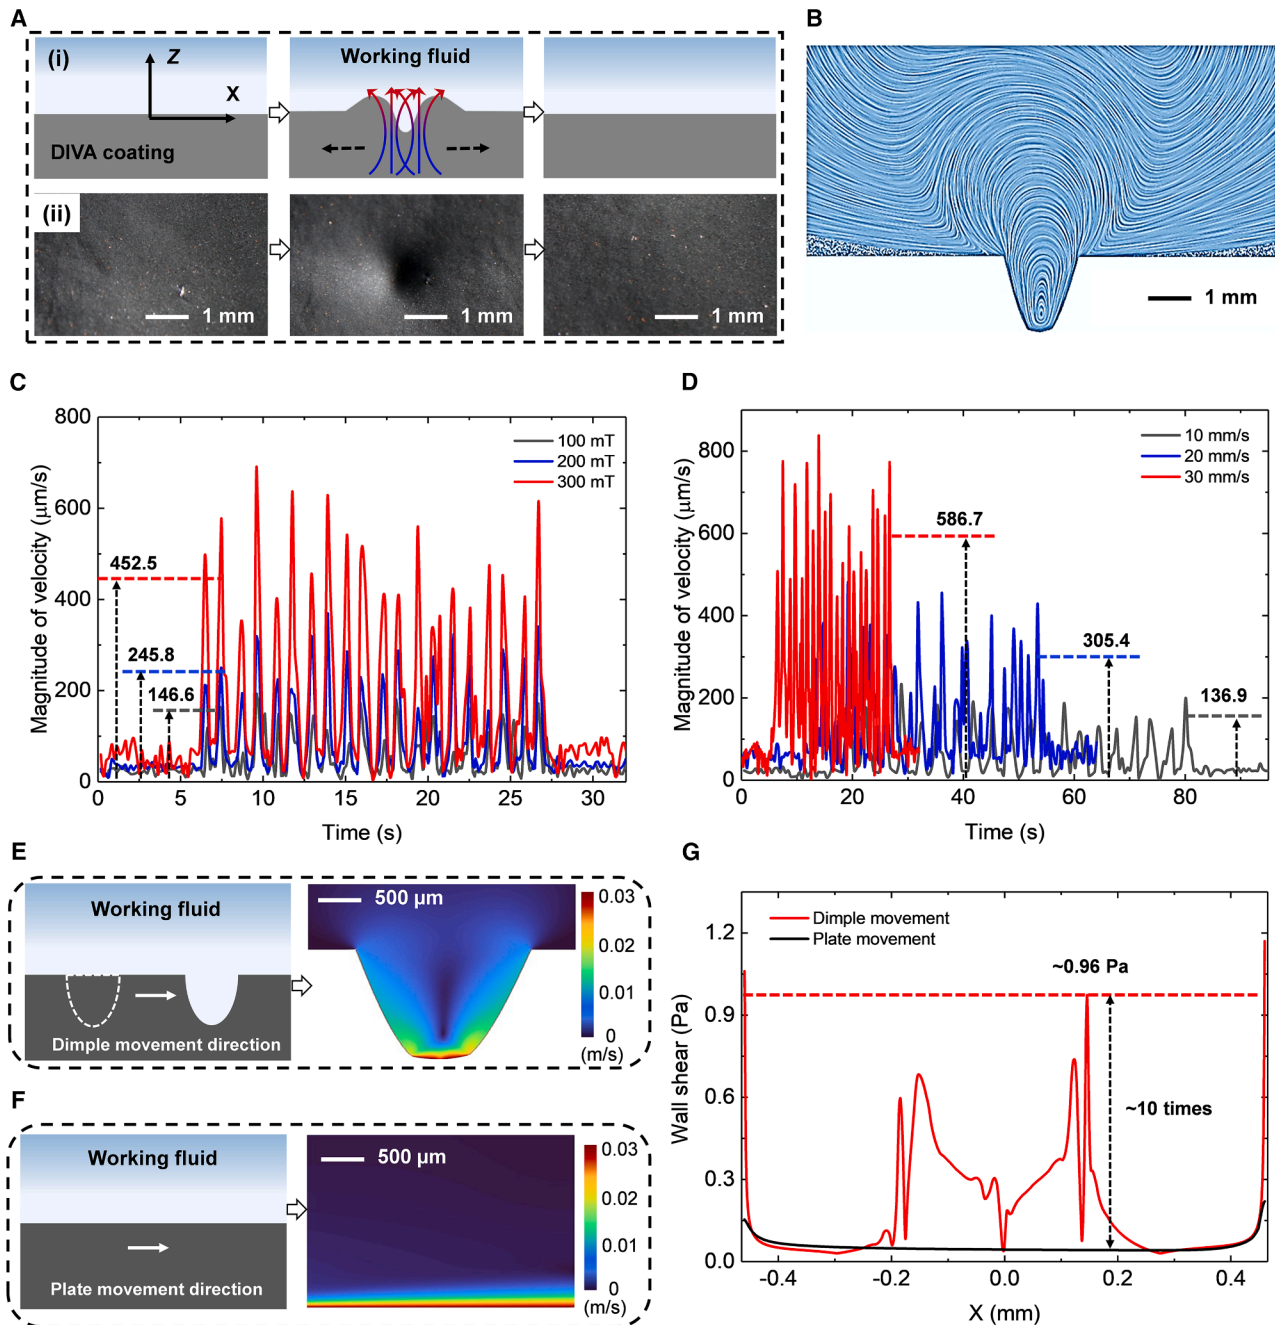 A
(i)
Z
X
DIVA coating
Working fluid
(ii)
1 mm
1 mm
1 mm
B
1 mm
C
800
600
400
200
0
0
5
10
15
20
25
30
Magnitude of velocity (μm/s)
Time (s)
100 mT
200 mT
300 mT
452.5
245.8
146.6
D
800
600
400
200
0
0
20
40
60
80
Magnitude of velocity (μm/s)
Time (s)
10 mm/s
20 mm/s
30 mm/s
586.7
305.4
136.9
E
Working fluid
Dimple movement direction
500 μm
0.03
0.02
0.01
0
(m/s)
F
Working fluid
Plate movement direction
500 μm
0.03
0.02
0.01
0
(m/s)
G
1.2
0.9
0.6
0.3
0.0
-0.4
-0.2
0.0
0.2
0.4
Wall shear (Pa)
X (mm)
Dimple movement
Plate movement
~0.96 Pa
~10 times